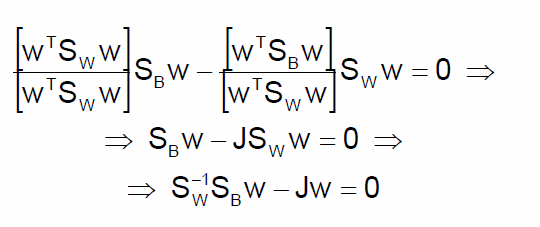 [wᵀS_W w]/[wᵀS_W w] S_B w − [wᵀS_B w]/[wᵀS_W w] S_W w = 0 ⇒
⇒ S_B w − JS_W w = 0 ⇒
⇒ S_W⁻¹S_B w − Jw = 0